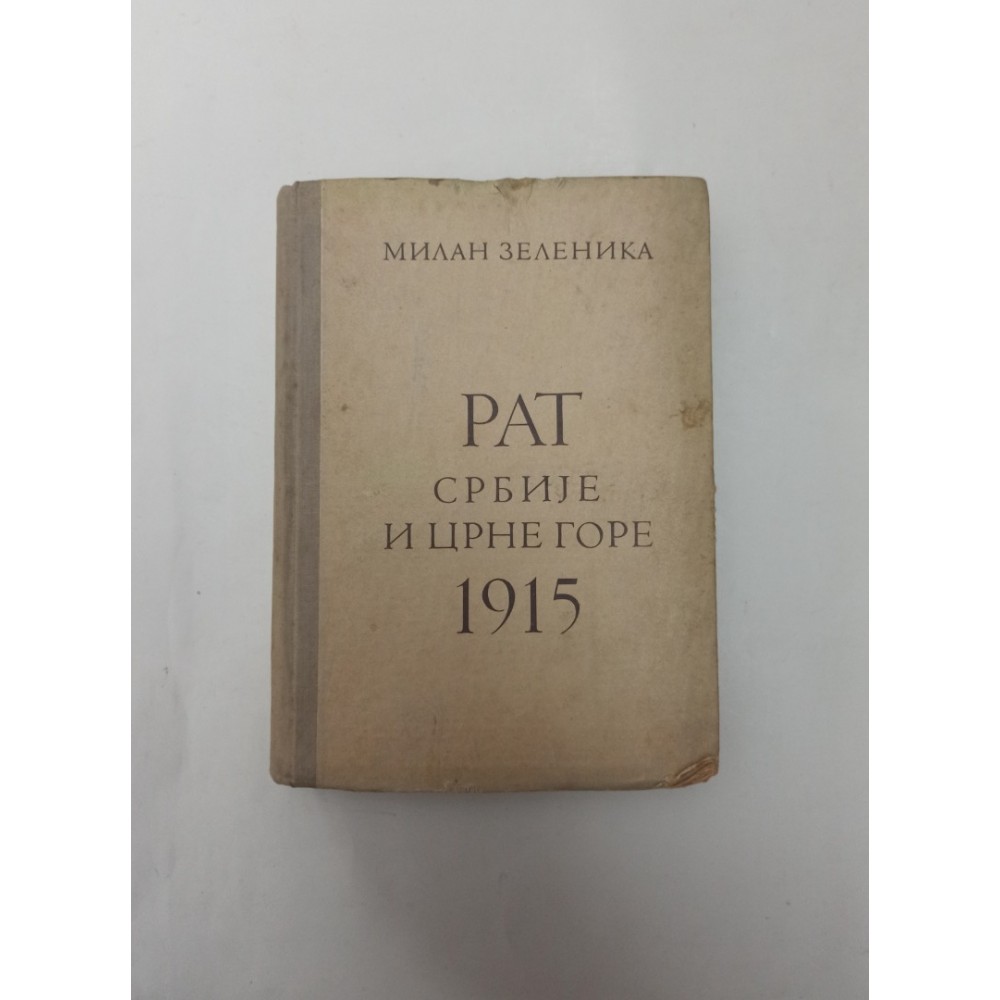 МИЛАН ЗЕЛЕНИКА
РАТ
СРБИЈЕ
И ЦРНЕ ГОРЕ
1915